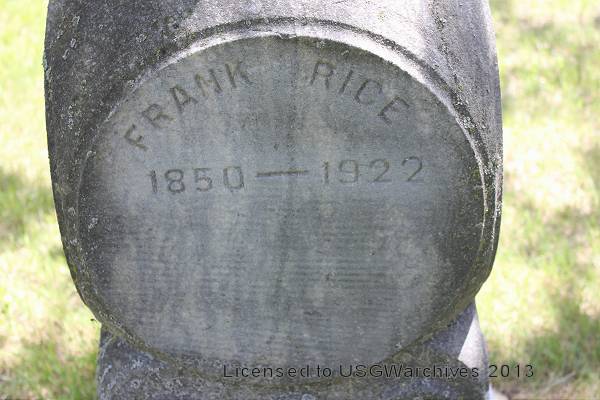 FRANK RICE
1850 — 1922
Licensed to USGWarchives 2013